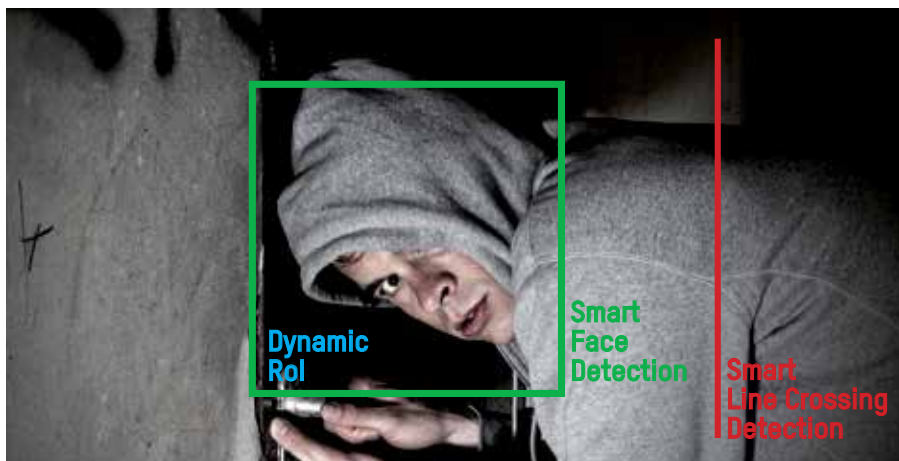 Dynamic
RoI
Smart
Face
Detection
Smart
Line Crossing
Detection